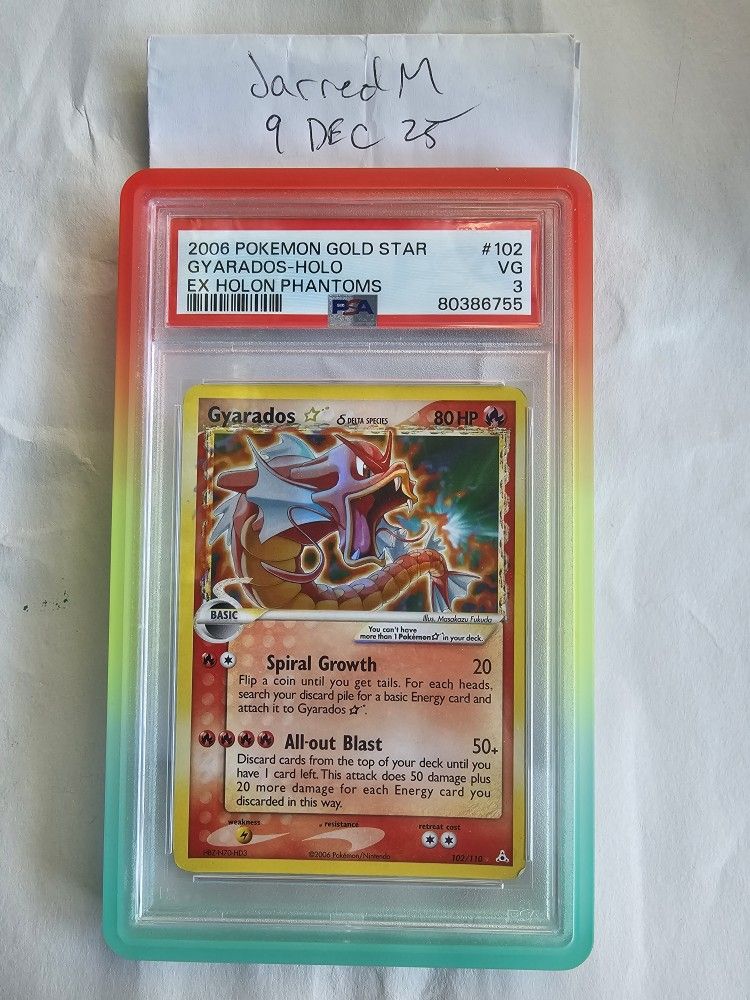 Jarred M
9 DEC 25
2006 POKEMON GOLD STAR #102
GYARADOS-HOLO VG
EX HOLON PHANTOMS 3
PSA 80386755
Gyarados ☆ δ DELTA SPECIES 80 HP
BASIC
Illus. Masakazu Fukuda
You can't have
more than 1 Pokémon ☆ in your deck.
Spiral Growth 20
Flip a coin until you get tails. For each heads,
search your discard pile for a basic Energy card and
attach it to Gyarados ☆.
All-out Blast 50+
Discard cards from the top of your deck until you
have 1 card left. This attack does 50 damage plus
20 more damage for each Energy card you
discarded in this way.
weakness resistance retreat cost
HBZ-N70-HD3 ©2006 Pokémon/Nintendo 102/110
PSA